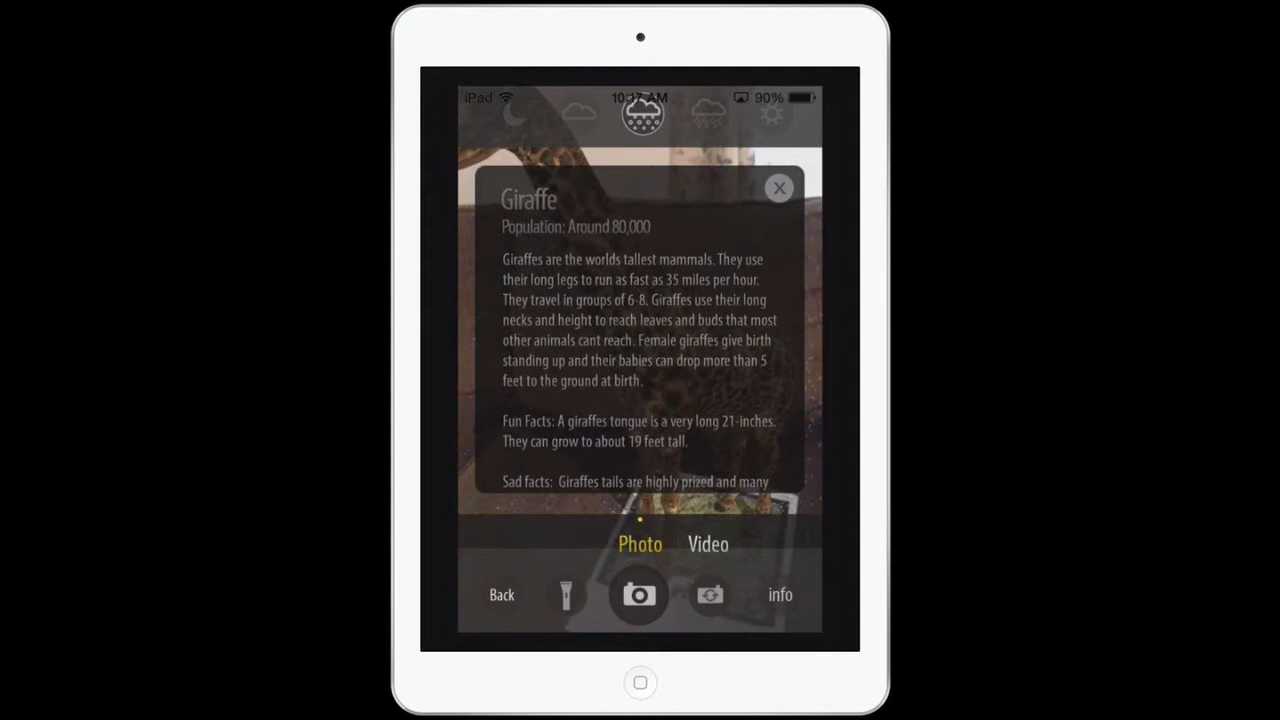 iPad 10:17 AM 90%
Giraffe
Population: Around 80,000
Giraffes are the worlds tallest mammals. They use
their long legs to run as fast as 35 miles per hour.
They travel in groups of 6-8. Giraffes use their long
necks and height to reach leaves and buds that most
other animals cant reach. Female giraffes give birth
standing up and their babies can drop more than 5
feet to the ground at birth.
Fun Facts: A giraffes tongue is a very long 21-inches.
They can grow to about 19 feet tall.
Sad facts: Giraffes tails are highly prized and many
Photo Video
Back info